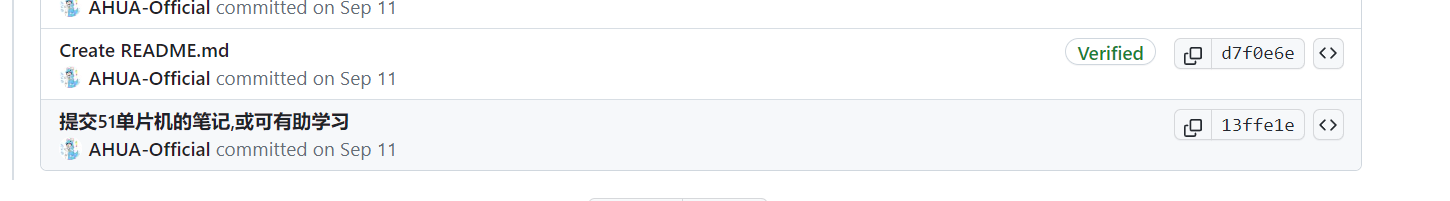 AHUA-Official committed on Sep 11
Create README.md
Verified
d7f0e6e
AHUA-Official committed on Sep 11
提交51单片机的笔记,或可有助学习
13ffe1e
AHUA-Official committed on Sep 11